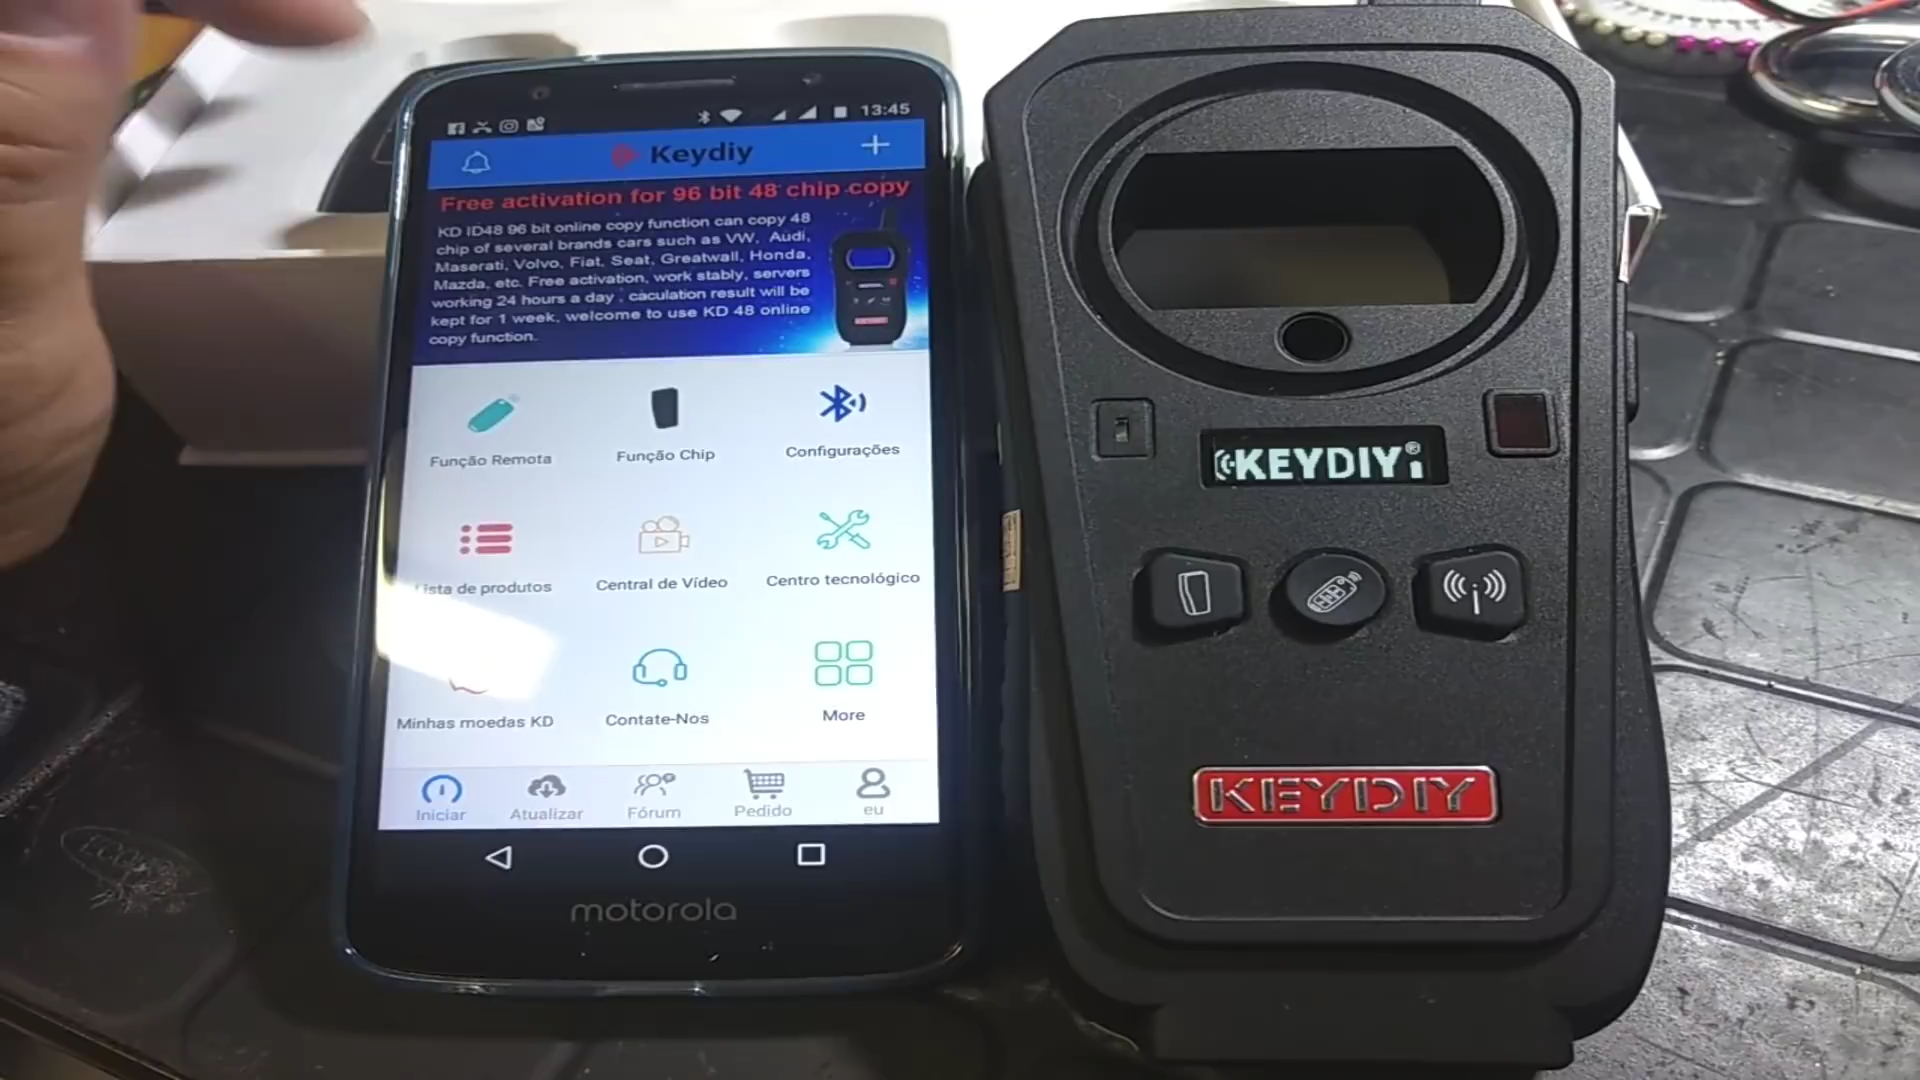 13:45
Keydiy
Free activation for 96 bit 48 chip copy
KD ID48 96 bit online copy function can copy 48
chip of several brands cars such as VW, Audi,
Maserati, Volvo, Fiat, Seat, Greatwall, Honda,
Mazda, etc. Free activation, work stably, servers
working 24 hours a day , caculation result will be
kept for 1 week, welcome to use KD 48 online
copy function.
Função Remota
Função Chip
Configurações
Lista de produtos
Central de Vídeo
Centro tecnológico
Minhas moedas KD
Contate-Nos
More
Iniciar
Atualizar
Fórum
Pedido
eu
motorola
KEYDIY®
KEYDIY